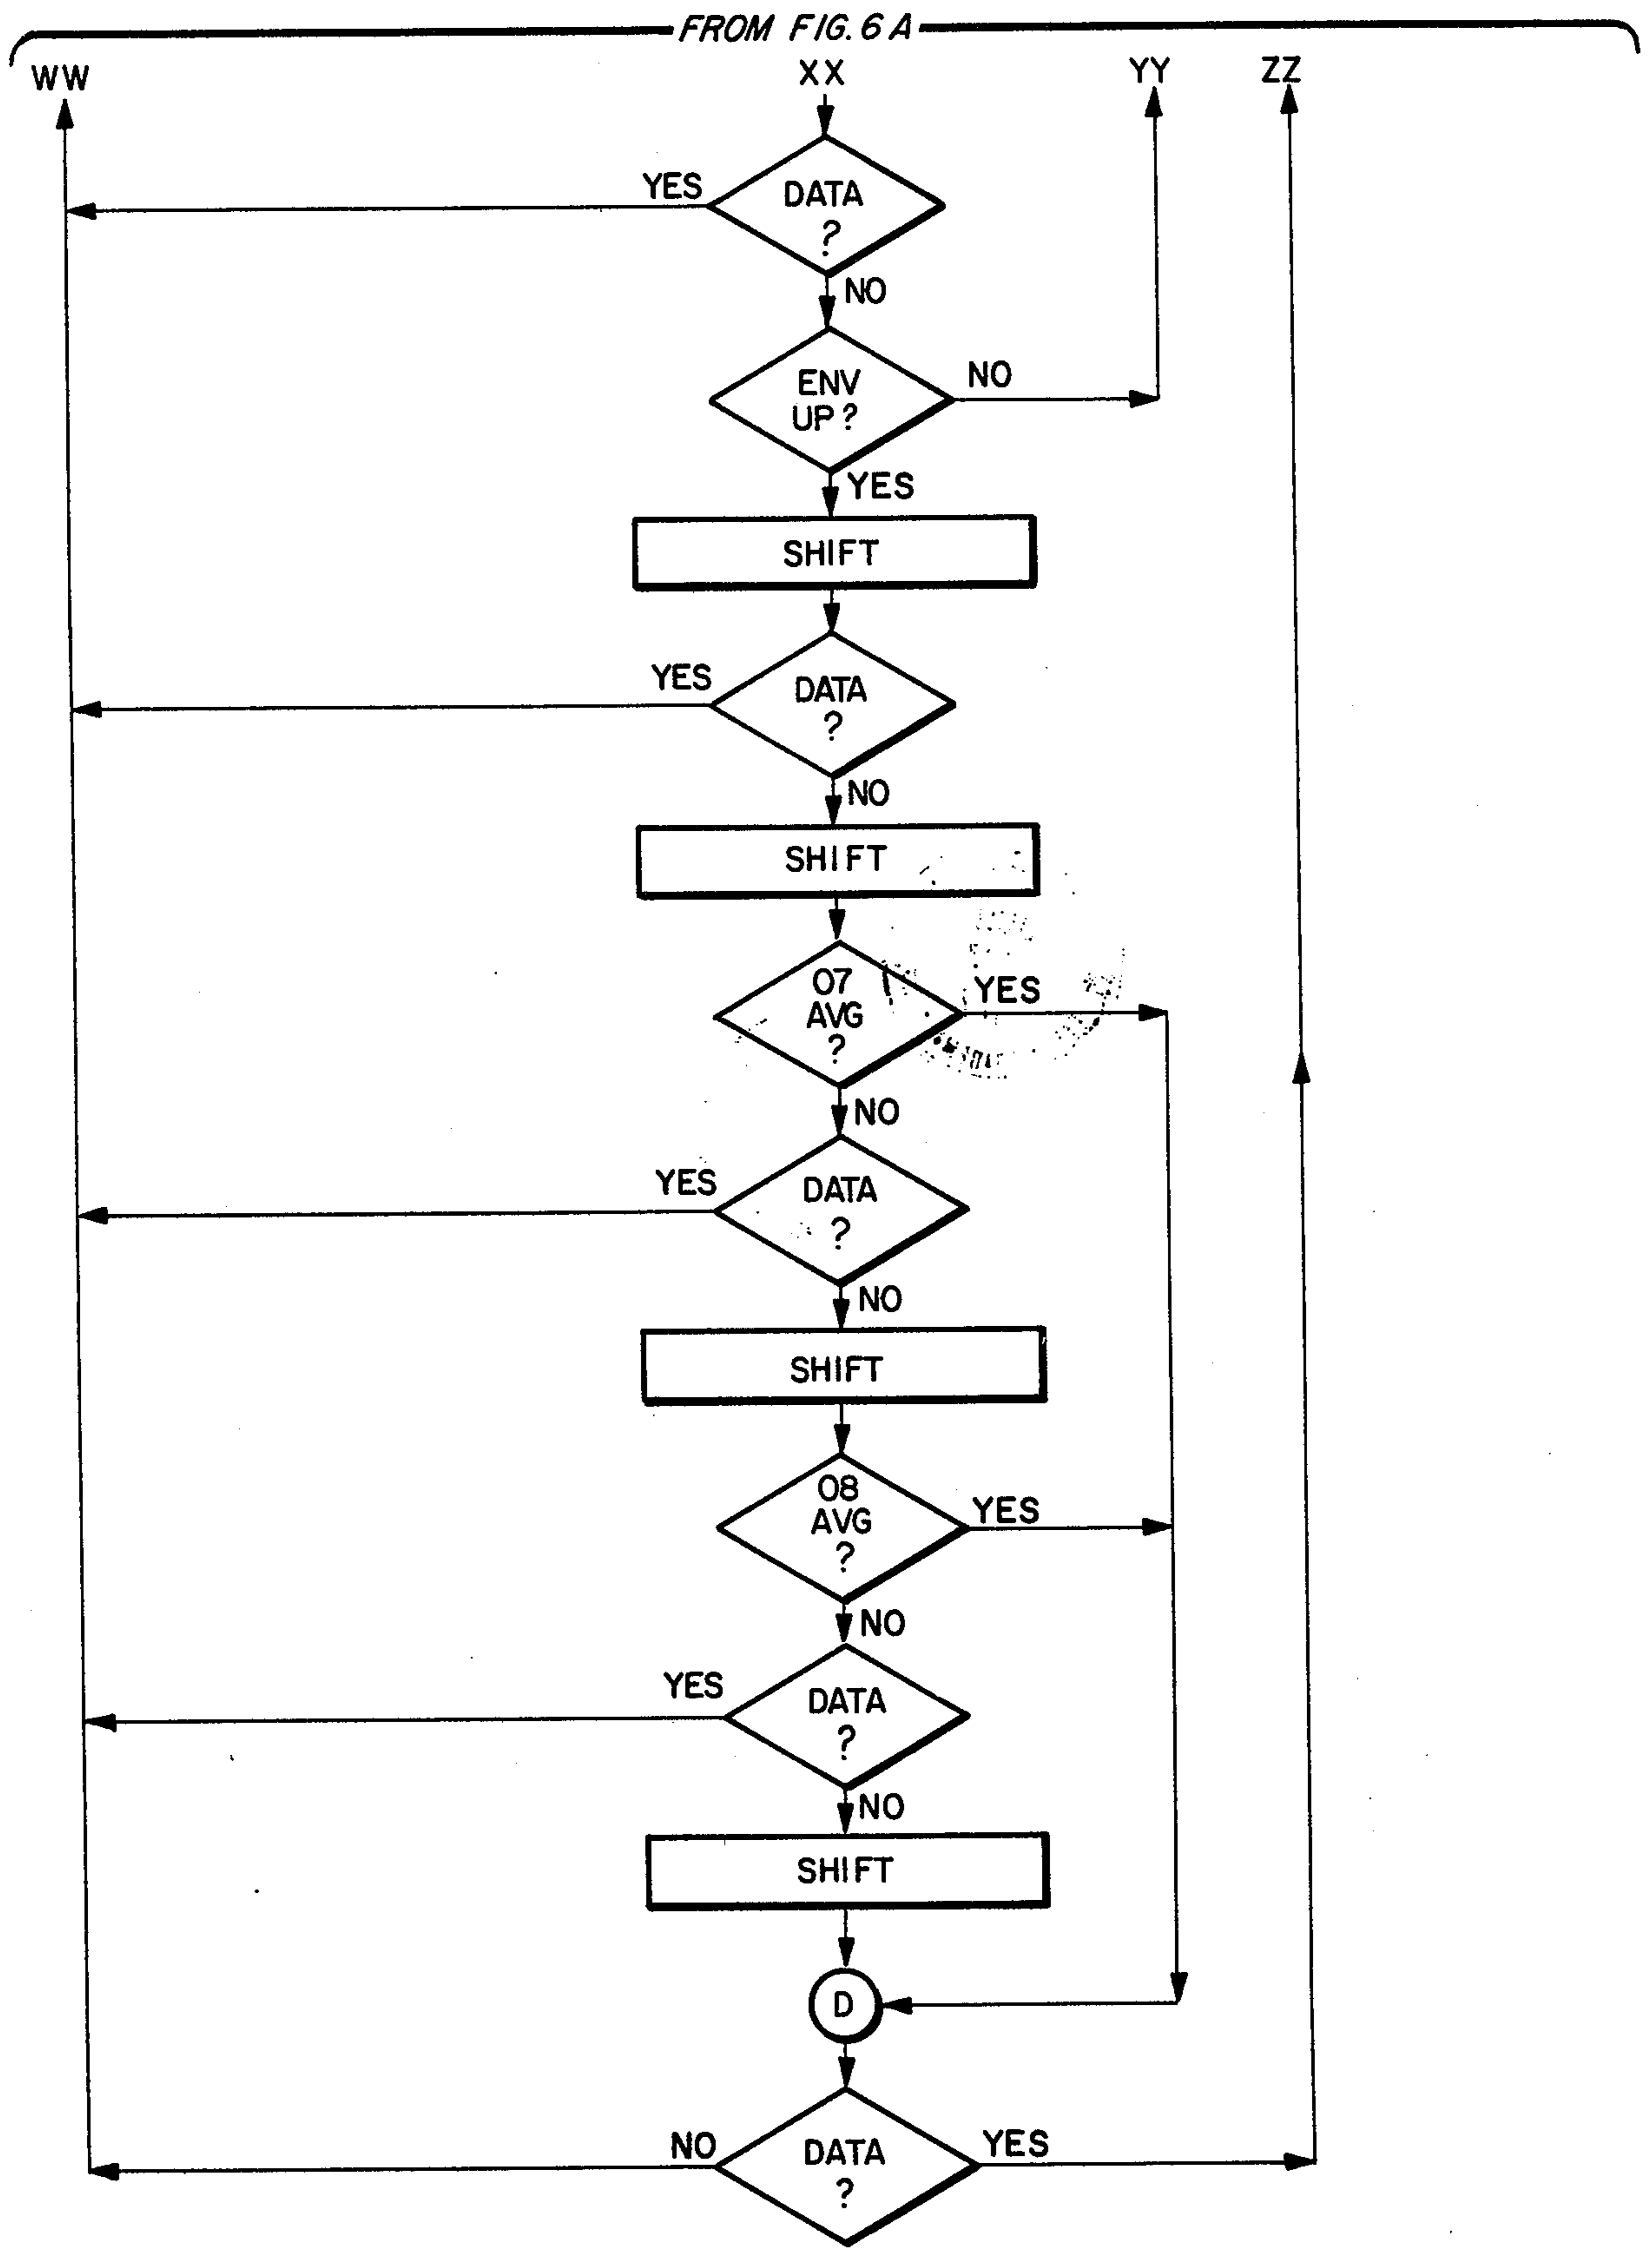 FROM FIG. 6A
WW
XX
YY
ZZ
YES
DATA
?
NO
ENV
UP?
NO
YES
SHIFT
YES
DATA
?
NO
SHIFT
07
AVG
?
YES
NO
YES
DATA
?
NO
SHIFT
08
AVG
?
YES
NO
YES
DATA
?
NO
SHIFT
D
NO
DATA
?
YES